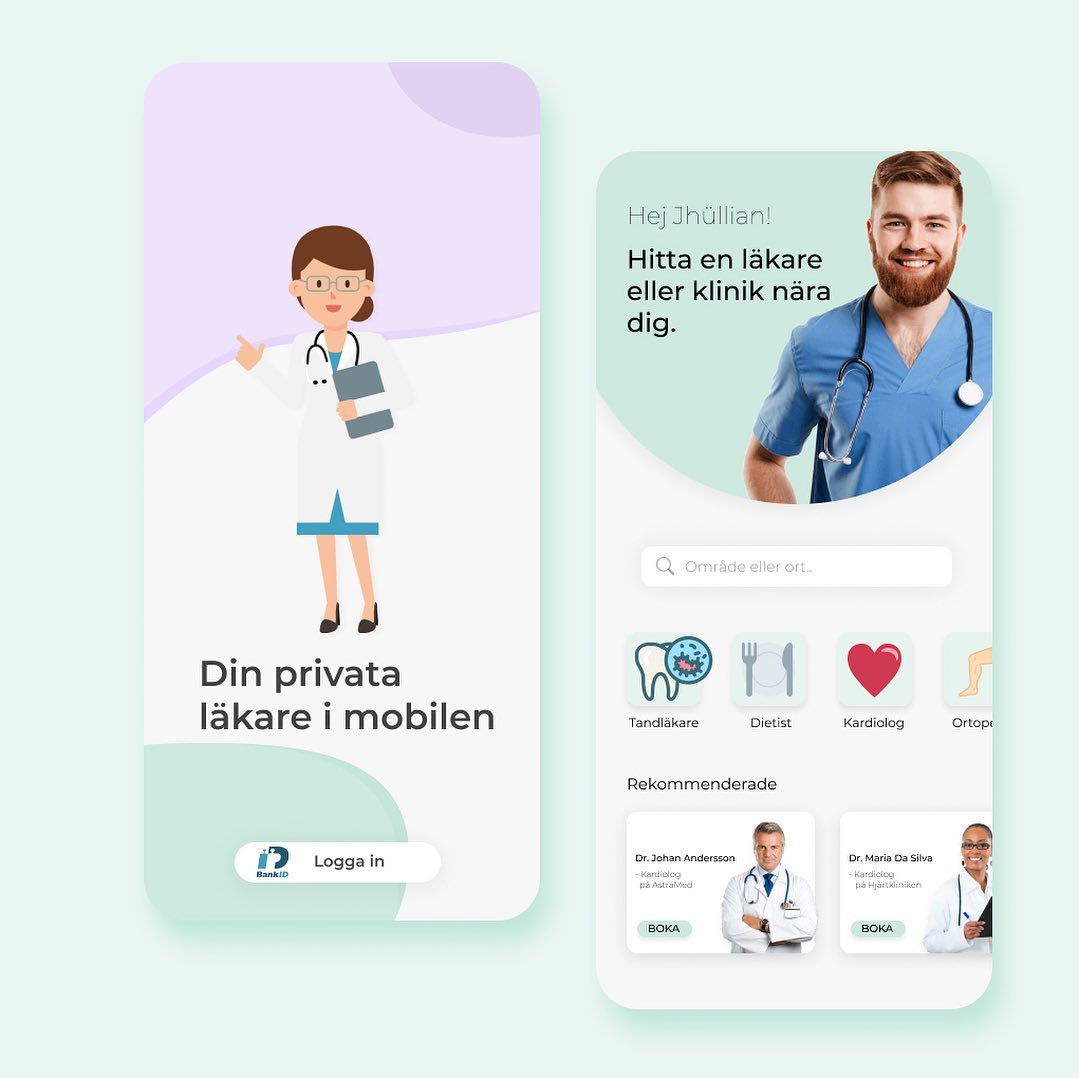 Din privata
läkare i mobilen
BankID
Logga in
Hej Jhüllian!
Hitta en läkare
eller klinik nära
dig.
Område eller ort..
Tandläkare
Dietist
Kardiolog
Ortope
Rekommenderade
Dr. Johan Andersson
- Kardiolog
på AstraMed
BOKA
Dr. Maria Da Silva
- Kardiolog
på Hjärtkliniken
BOKA